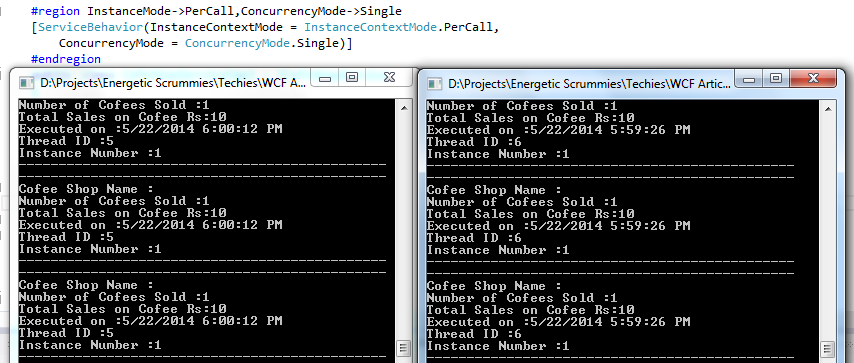 #region InstanceMode->PerCall,ConcurrencyMode->Single
[ServiceBehavior(InstanceContextMode = InstanceContextMode.PerCall,
ConcurrencyMode = ConcurrencyMode.Single)]
#endregion
D:\Projects\Energetic Scrummies\Techies\WCF A...
Number of Cofees Sold :1
Total Sales on Cofee Rs:10
Executed on :5/22/2014 6:00:12 PM
Thread ID :5
Instance Number :1
Cofee Shop Name :
Number of Cofees Sold :1
Total Sales on Cofee Rs:10
Executed on :5/22/2014 6:00:12 PM
Thread ID :5
Instance Number :1
Cofee Shop Name :
Number of Cofees Sold :1
Total Sales on Cofee Rs:10
Executed on :5/22/2014 6:00:12 PM
Thread ID :5
Instance Number :1
D:\Projects\Energetic Scrummies\Techies\WCF Artic...
Number of Cofees Sold :1
Total Sales on Cofee Rs:10
Executed on :5/22/2014 5:59:26 PM
Thread ID :6
Instance Number :1
Cofee Shop Name :
Number of Cofees Sold :1
Total Sales on Cofee Rs:10
Executed on :5/22/2014 5:59:26 PM
Thread ID :6
Instance Number :1
Cofee Shop Name :
Number of Cofees Sold :1
Total Sales on Cofee Rs:10
Executed on :5/22/2014 5:59:26 PM
Thread ID :6
Instance Number :1